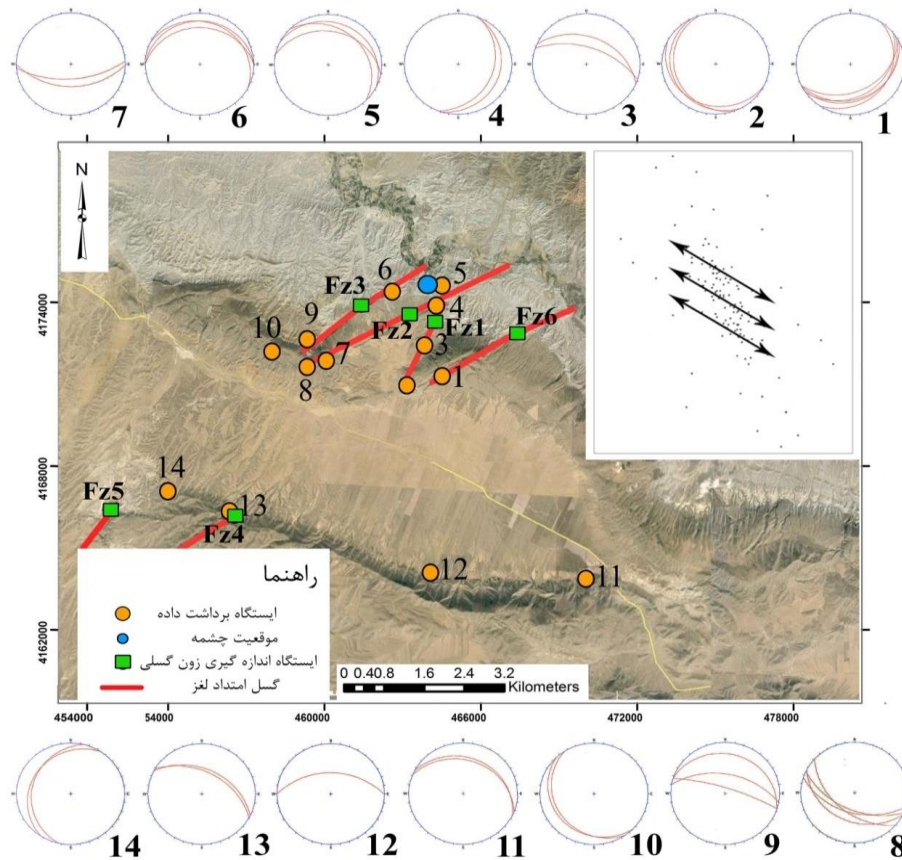 7 6 5 4 3 2 1
N
5
6
Fz3
4
9
Fz2
Fz1
Fz6
10
7
3
8
1
14
Fz5
13
Fz4
12
11
4174000
4168000
4162000
راهنما
ایستگاه برداشت داده
موقعیت چشمه
ایستگاه اندازه گیری زون گسلی
گسل امتداد لغز
0 0.40.8 1.6 2.4 3.2
Kilometers
454000 54000 460000 466000 472000 478000
14 13 12 11 10 9 8